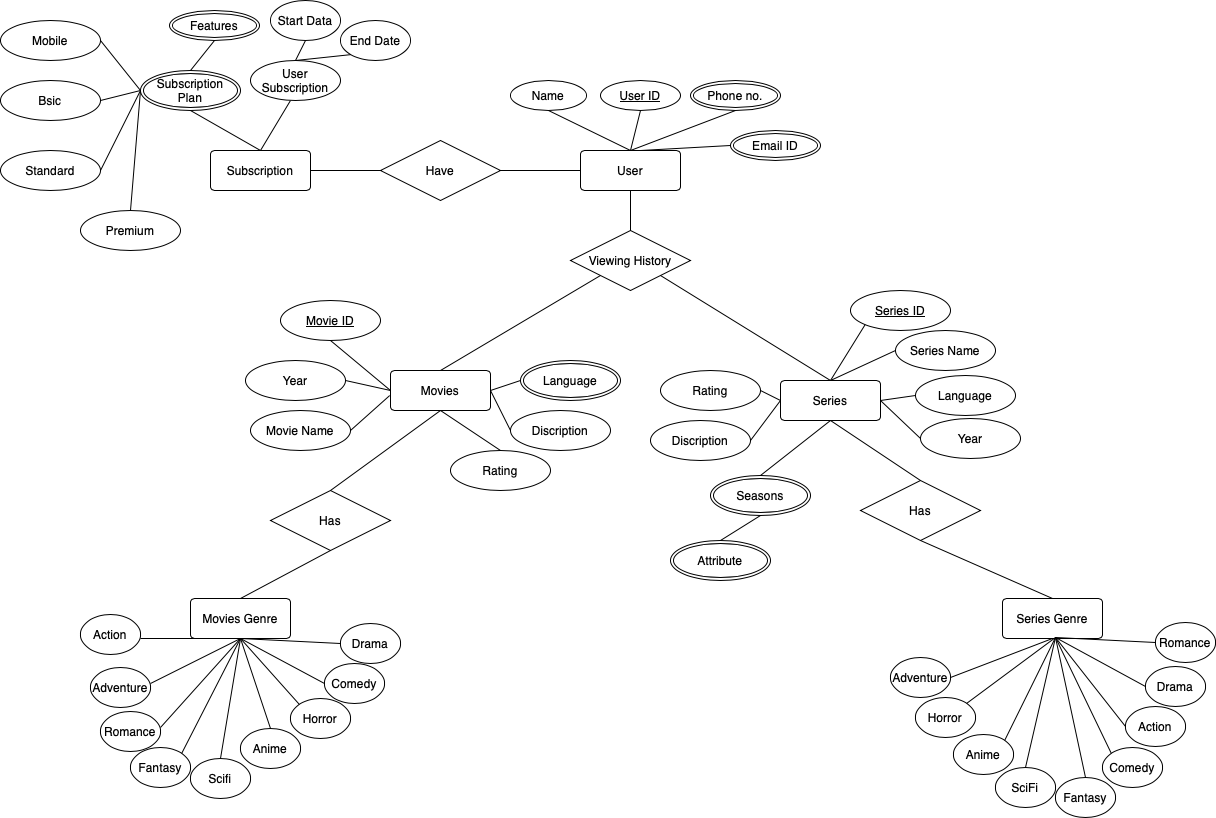 Features
Start Data
End Date
Mobile
Subscription
Plan
User
Subscription
Bsic
Standard
Premium
Name
User ID
Phone no.
Email ID
Subscription
Have
User
Viewing History
Movie ID
Year
Movie Name
Movies
Language
Discription
Rating
Series ID
Series Name
Rating
Series
Language
Discription
Year
Seasons
Attribute
Has
Has
Movies Genre
Action
Drama
Adventure
Comedy
Romance
Horror
Fantasy
Anime
Scifi
Series Genre
Romance
Adventure
Drama
Horror
Action
Anime
Comedy
SciFi
Fantasy